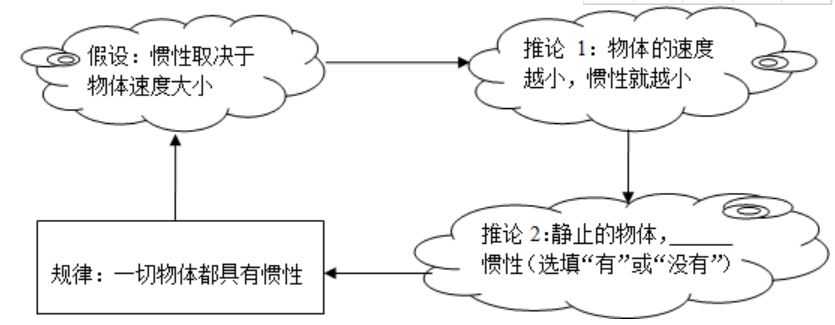 假设：惯性取决于
物体速度大小
推论 1：物体的速度
越小，惯性就越小
推论2:静止的物体，_____
惯性（选填“有”或“没有”）
规律：一切物体都具有惯性